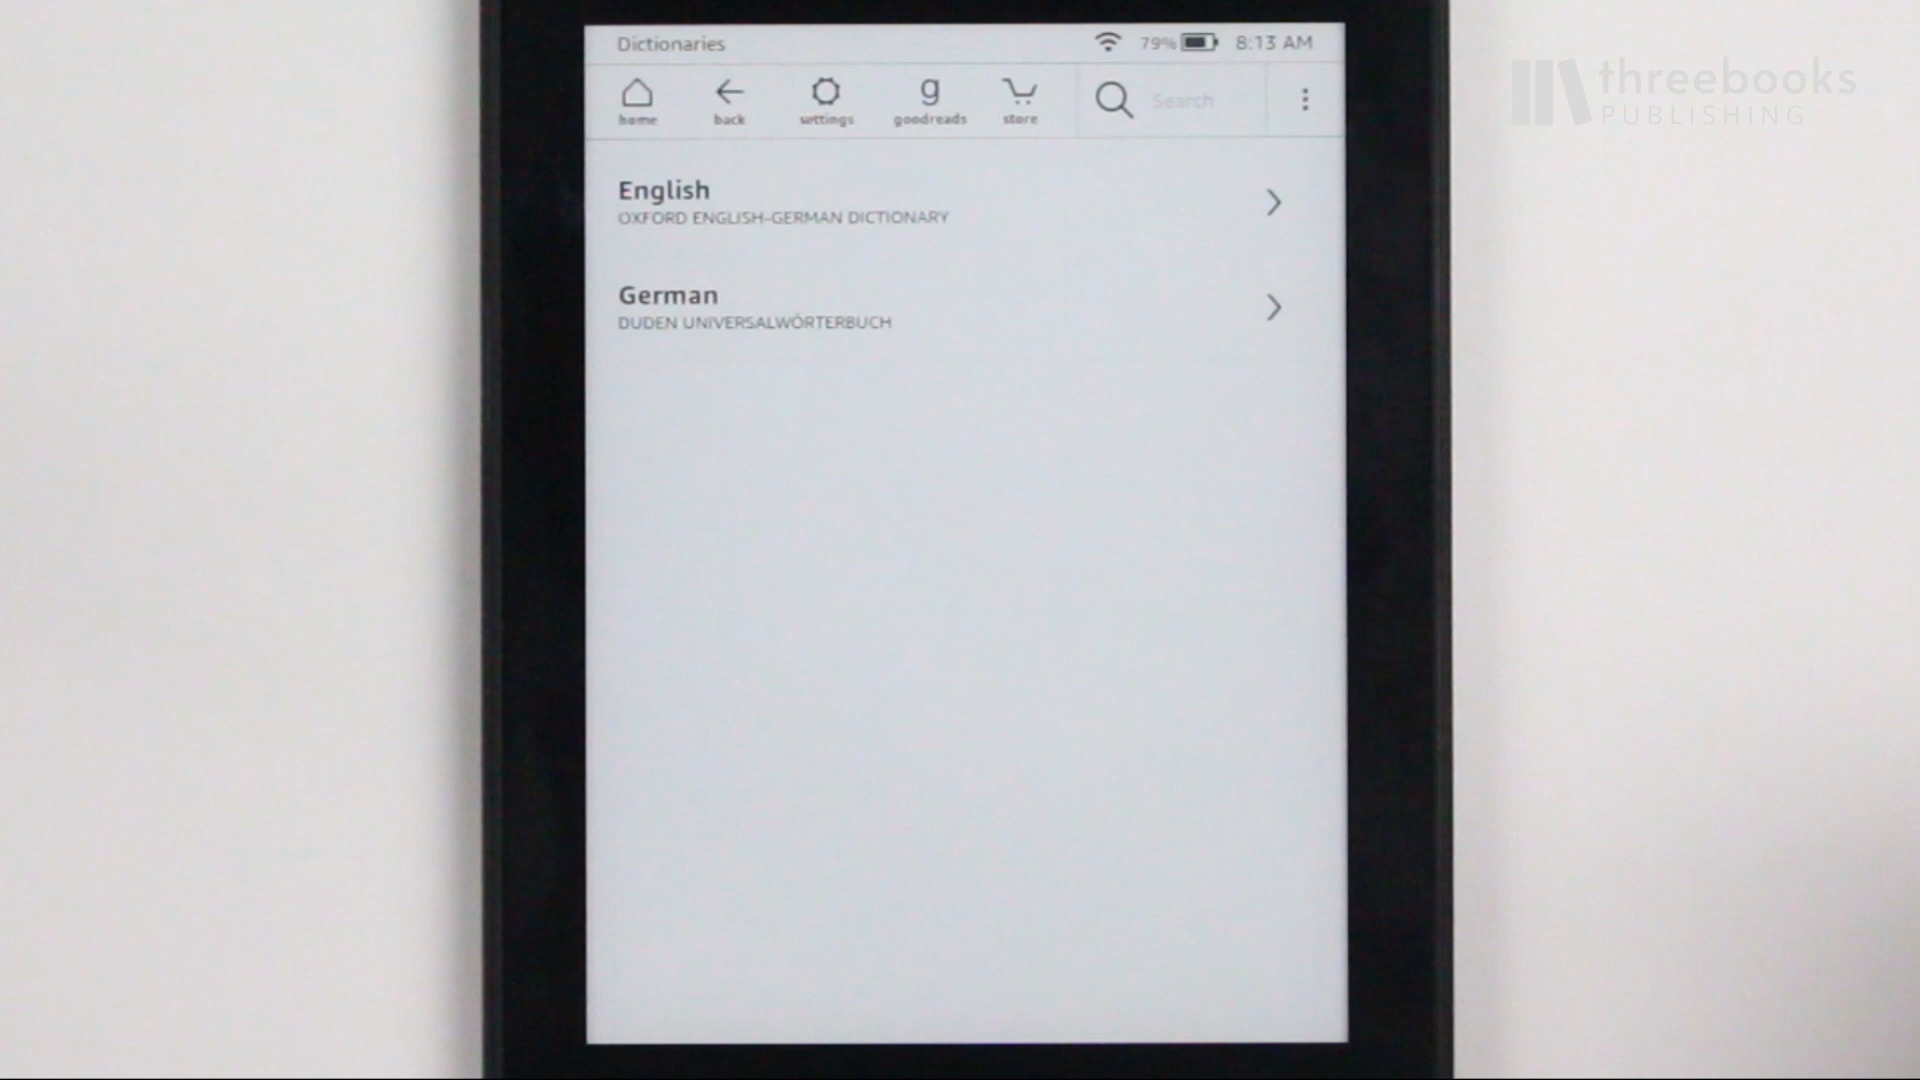 Dictionaries 79% 8:13 AM
home back settings goodreads store Search
English
OXFORD ENGLISH-GERMAN DICTIONARY
German
DUDEN UNIVERSALWÖRTERBUCH
threebooks
PUBLISHING